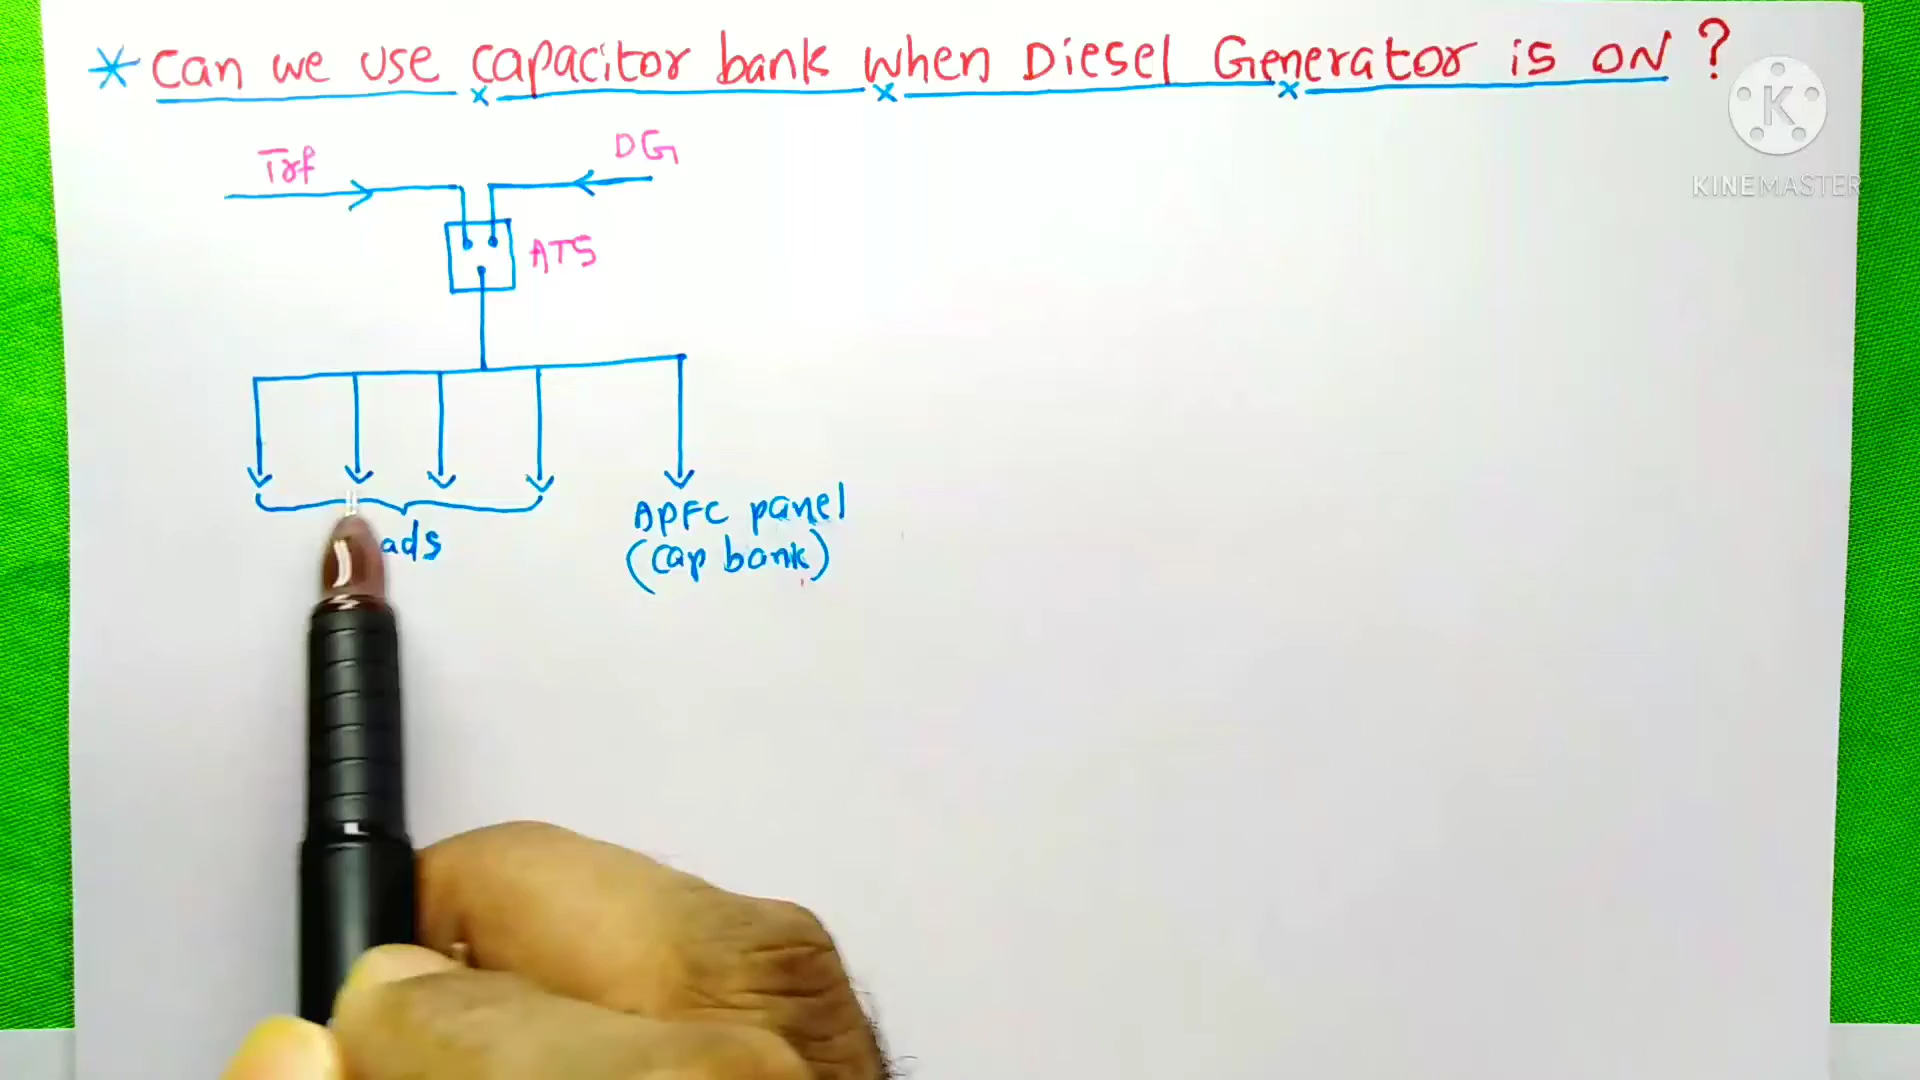 * Can we use capacitor bank when Diesel Generator is ON ?
K
KINEMASTER
Trf
DG
ATS
ads
APFC panel
(cap bank)